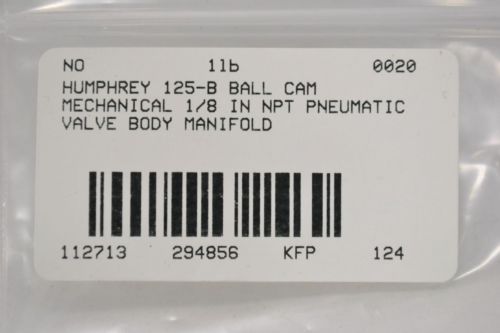 NO 1lb 0020
HUMPHREY 125-B BALL CAM
MECHANICAL 1/8 IN NPT PNEUMATIC
VALVE BODY MANIFOLD
112713 294856 KFP 124